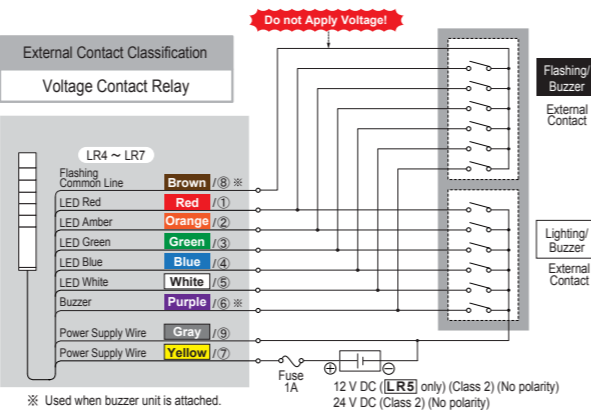 Do not Apply Voltage!
External Contact Classification
Voltage Contact Relay
Flashing/
Buzzer
External
Contact
LR4 ～ LR7
Flashing
Common Line
Brown /⑧ ※
LED Red Red /①
LED Amber Orange /②
LED Green Green /③
LED Blue Blue /④
LED White White /⑤
Buzzer Purple /⑥ ※
Power Supply Wire Gray /⑨
Power Supply Wire Yellow /⑦
Lighting/
Buzzer
External
Contact
Fuse
1A
⊕ ⊖
12 V DC (LR5 only) (Class 2) (No polarity)
24 V DC (Class 2) (No polarity)
※ Used when buzzer unit is attached.